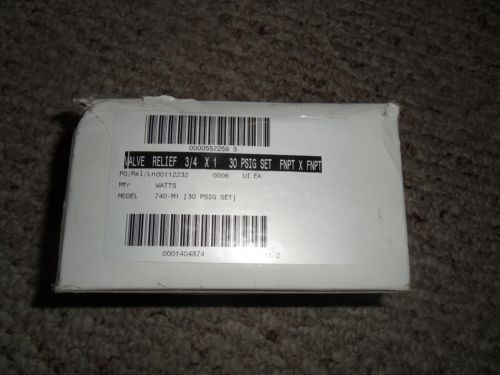 0000557259 3
VALVE RELIEF 3/4 X 1 30 PSIG SET FNPT X FNPT
PO/Rel/Ln00112232 0006 UI EA
Mfr WATTS
MODEL 740-M1 [30 PSIG SET]
0001404874